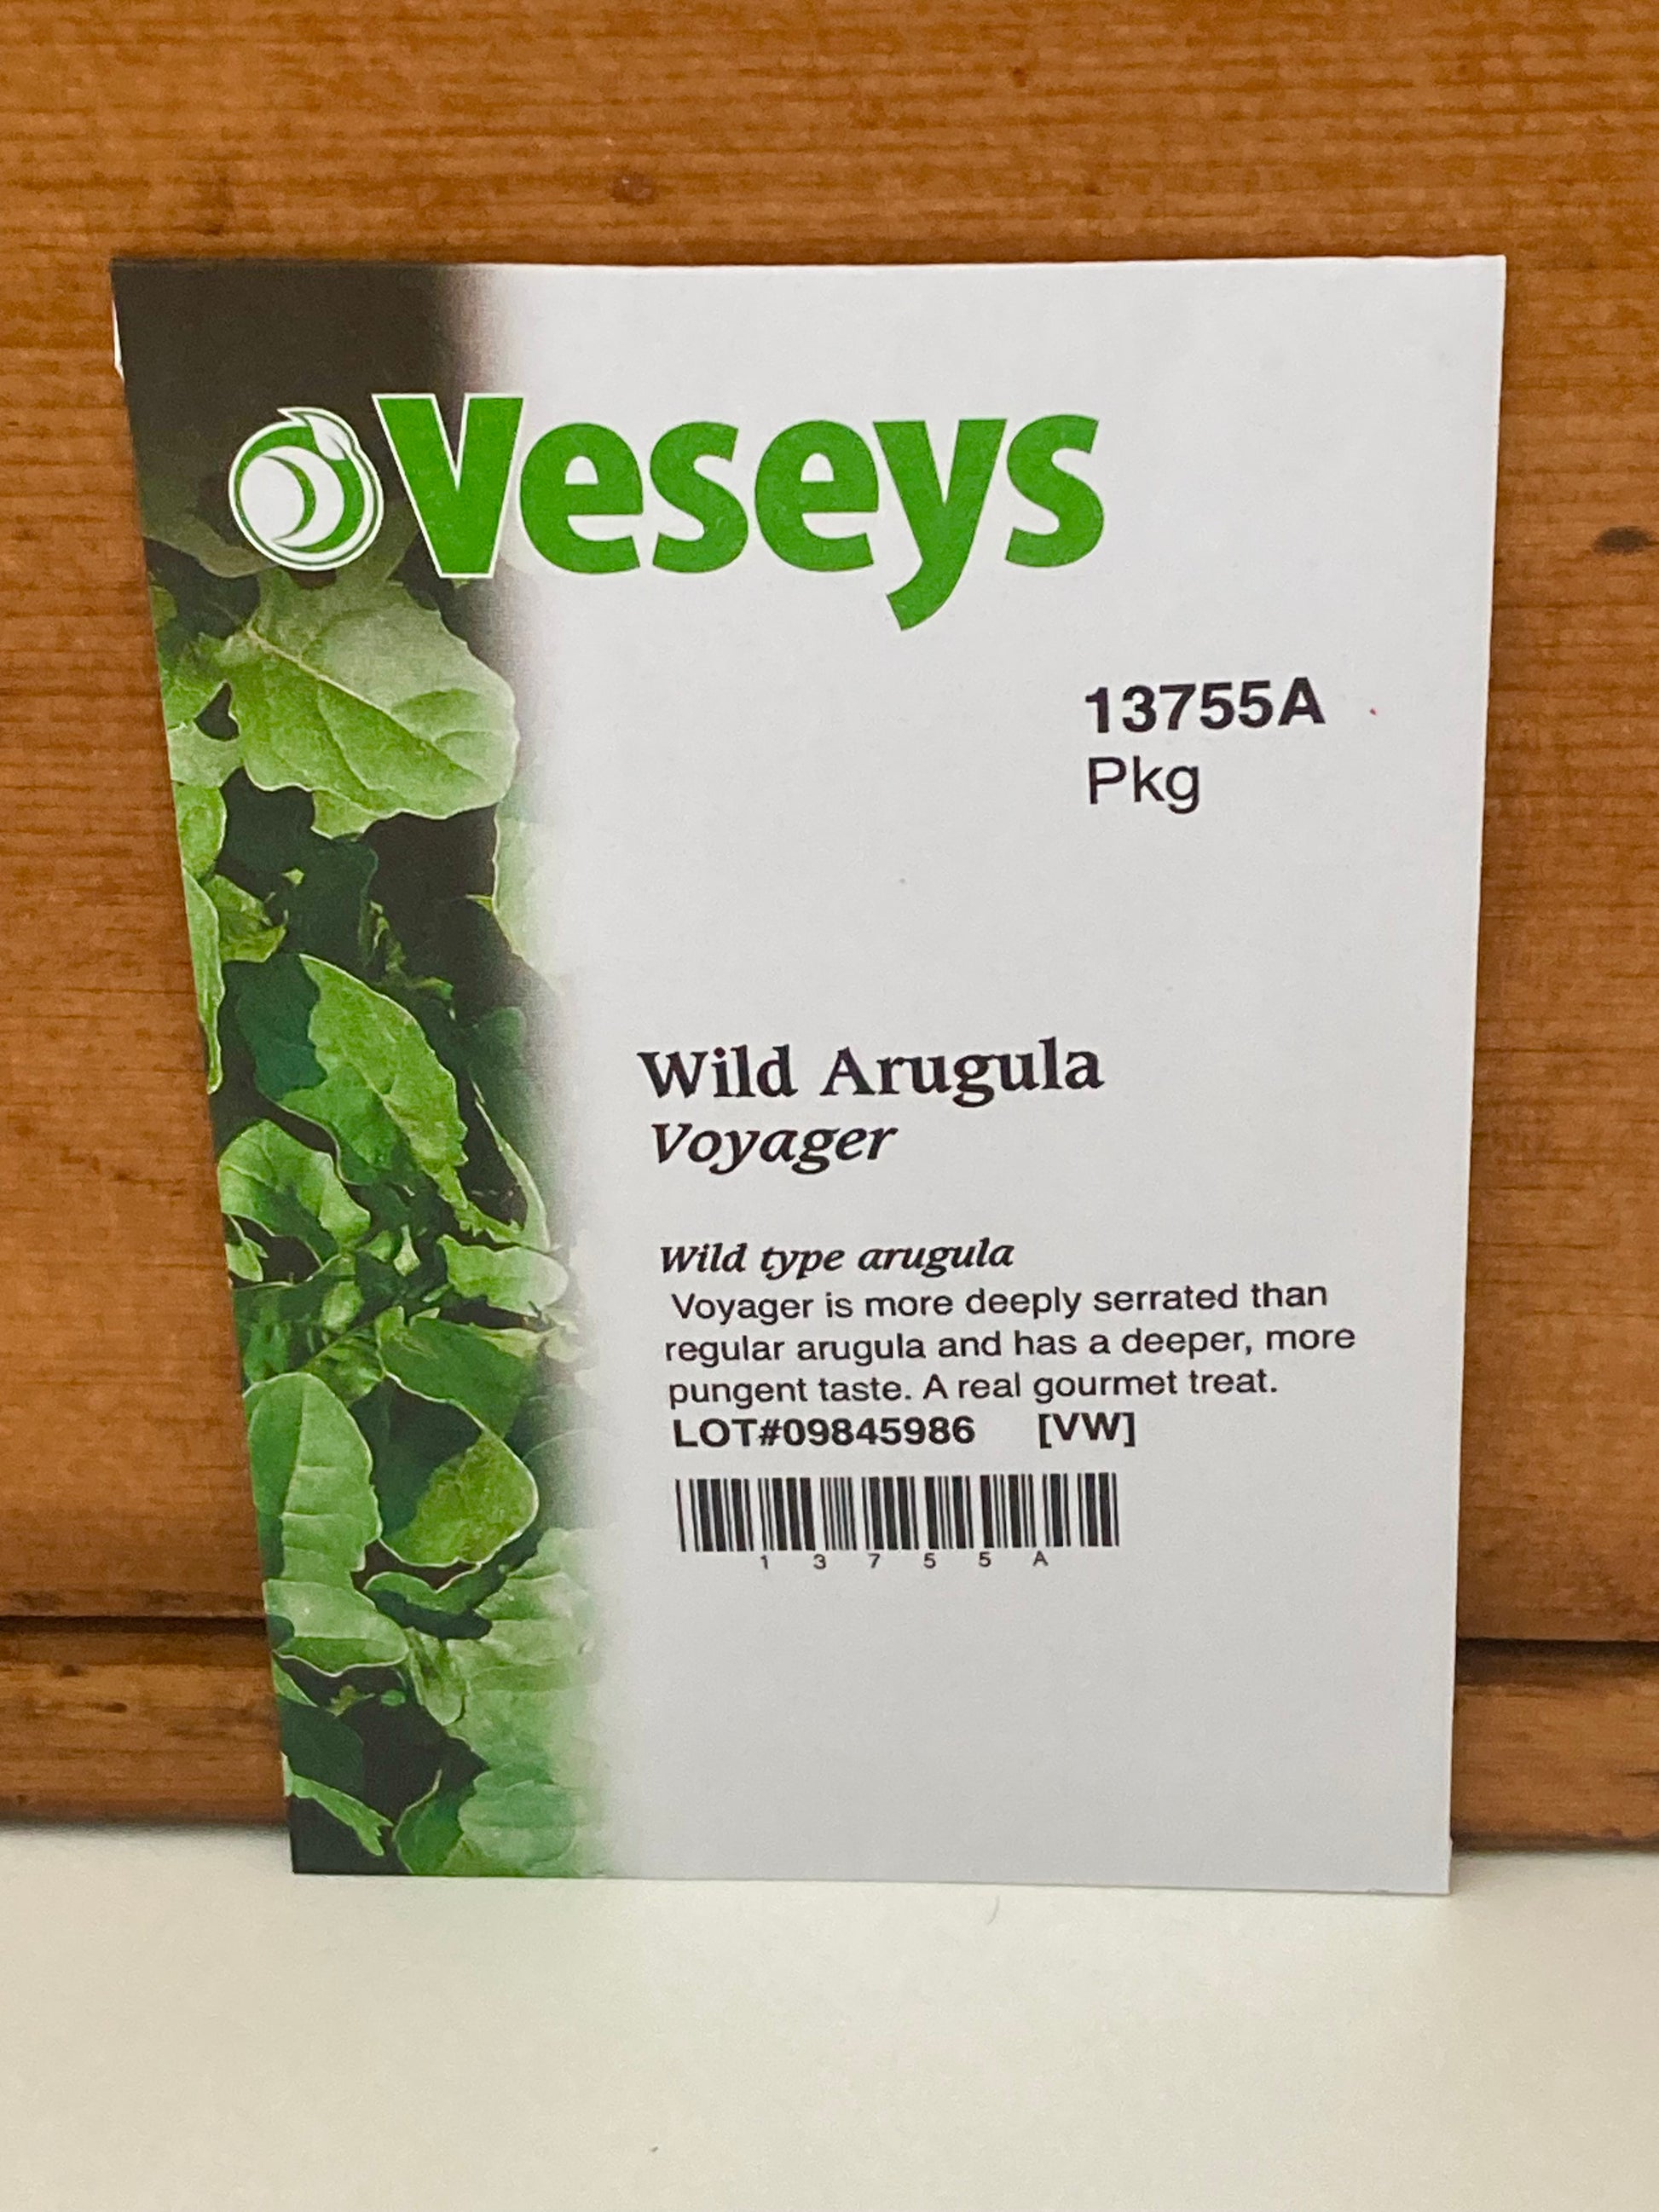 Veseys
13755A
Pkg
Wild Arugula
Voyager
Wild type arugula
Voyager is more deeply serrated than
regular arugula and has a deeper, more
pungent taste. A real gourmet treat.
LOT#09845986 [VW]
1 3 7 5 5 A